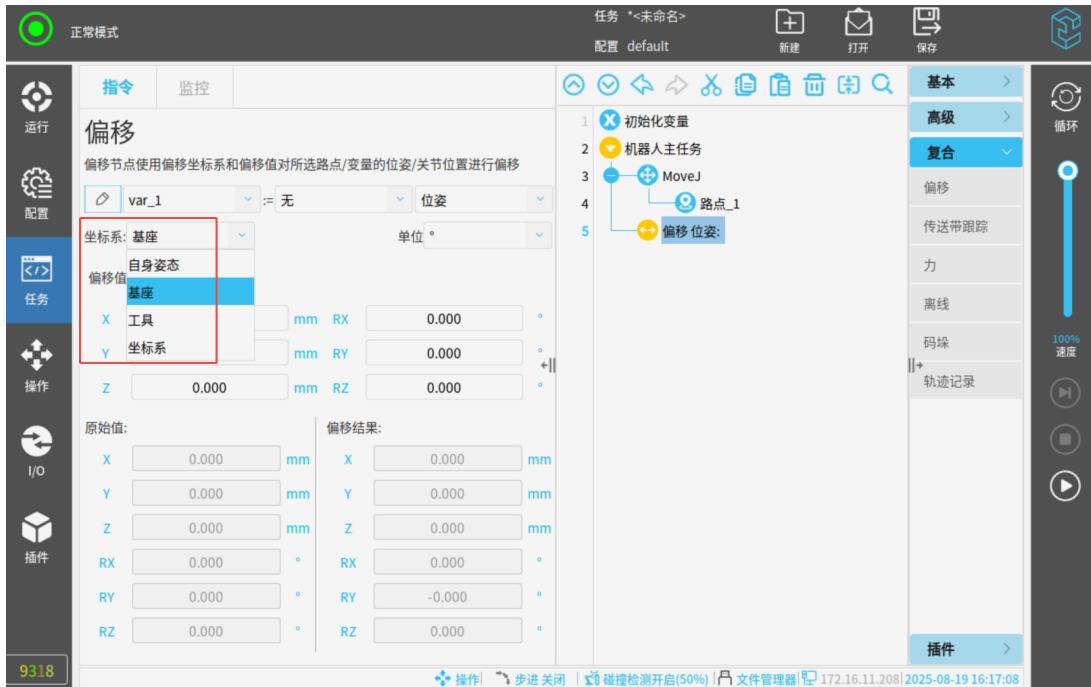 正常模式
任务 *<未命名>
配置 default
新建
打开
保存
运行
配置
任务
操作
I/O
插件
9318
指令
监控
偏移
偏移节点使用偏移坐标系和偏移值对所选路点/变量的位姿/关节位置进行偏移
var_1 := 无 位姿
坐标系: 基座 单位 °
自身姿态
偏移值
基座
X 工具 mm RX 0.000 °
Y 坐标系 mm RY 0.000 °
Z 0.000 mm RZ 0.000 °
原始值: 偏移结果:
X 0.000 mm X 0.000 mm
Y 0.000 mm Y 0.000 mm
Z 0.000 mm Z 0.000 mm
RX 0.000 ° RX 0.000 °
RY 0.000 ° RY -0.000 °
RZ 0.000 ° RZ 0.000 °
1 初始化变量
2 机器人主任务
3 MoveJ
4 路点_1
5 偏移 位姿:
基本
高级
复合
偏移
传送带跟踪
力
离线
码垛
轨迹记录
插件
循环
100%
速度
操作 步进 关闭 碰撞检测开启(50%) 文件管理器 172.16.11.208 2025-08-19 16:17:08